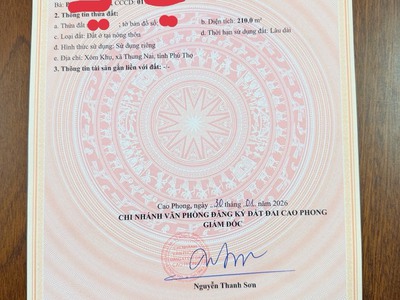 Bà:
CCCD: 01
2. Thông tin thửa đất:
a. Thửa đất
; tờ bản đồ số:
b. Diện tích: 210,0 m²
c. Loại đất: Đất ở tại nông thôn
d. Thời hạn sử dụng đất: Lâu dài
đ. Hình thức sử dụng: Sử dụng riêng
e. Địa chỉ: Xóm Khụ, xã Thung Nai, tỉnh Phú Thọ
3. Thông tin tài sản gắn liền với đất: -/-
Cao Phong, ngày 30 tháng 01 năm 2026
CHI NHÁNH VĂN PHÒNG ĐĂNG KÝ ĐẤT ĐAI CAO PHONG
GIÁM ĐỐC
Nguyễn Thanh Sơn